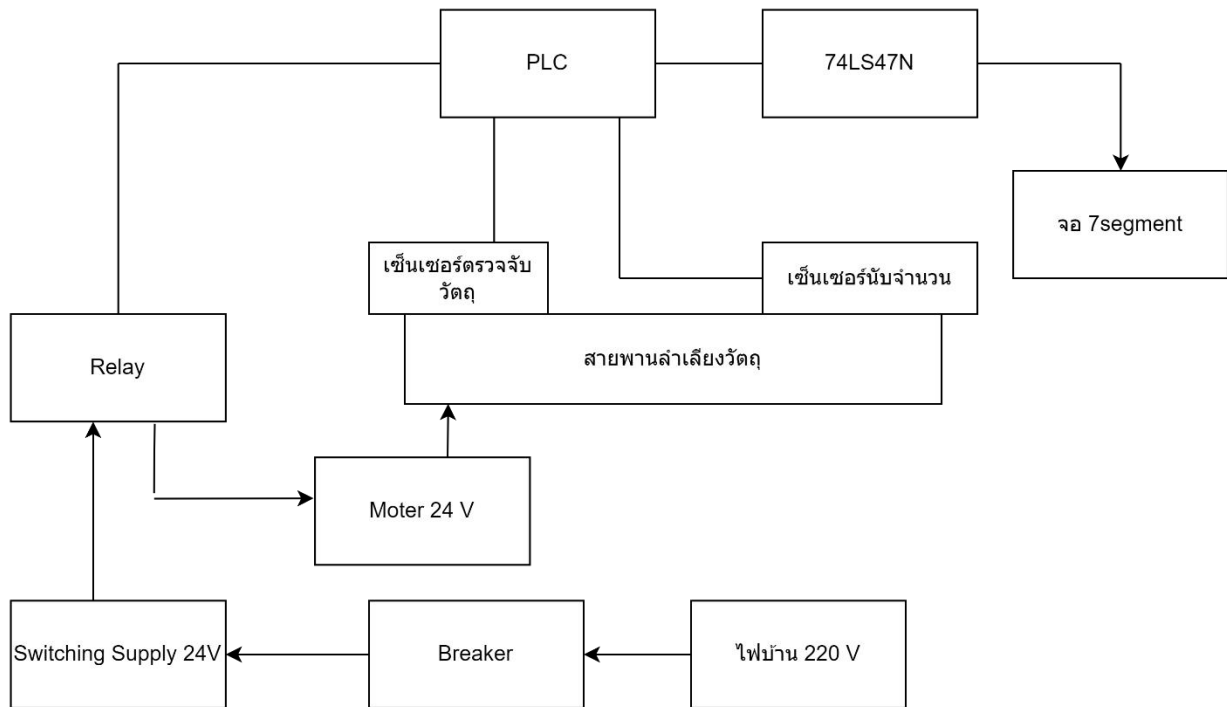 PLC
74LS47N
จอ 7segment
เซ็นเซอร์ตรวจจับ
วัตถุ
เซ็นเซอร์นับจำนวน
Relay
สายพานลำเลียงวัตถุ
Moter 24 V
Switching Supply 24V
Breaker
ไฟบ้าน 220 V